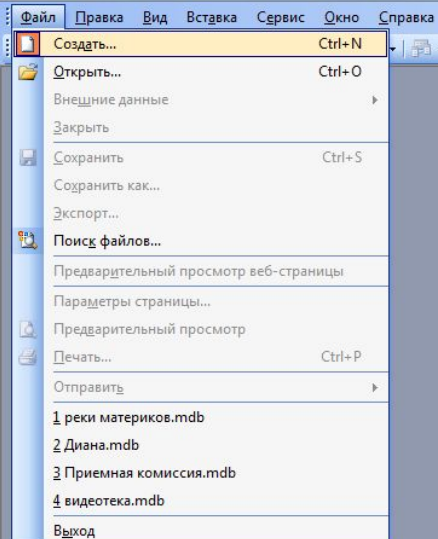 Файл Правка Вид Вставка Сервис Окно Справка
Создать... Ctrl+N
Открыть... Ctrl+O
Внешние данные
Закрыть
Сохранить Ctrl+S
Сохранить как...
Экспорт...
Поиск файлов...
Предварительный просмотр веб-страницы
Параметры страницы...
Предварительный просмотр
Печать... Ctrl+P
Отправить
1 реки материков.mdb
2 Диана.mdb
3 Приемная комиссия.mdb
4 видеотека.mdb
Выход